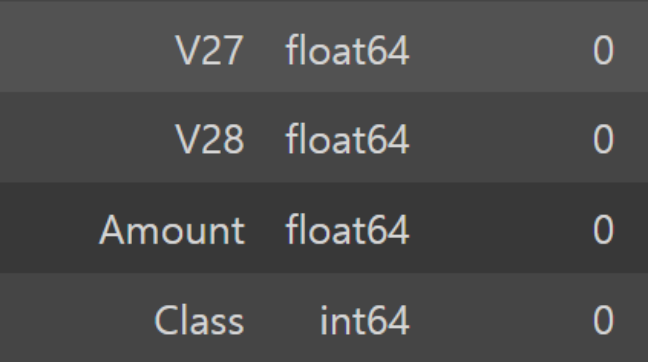 V27 float64 0
V28 float64 0
Amount float64 0
Class int64 0